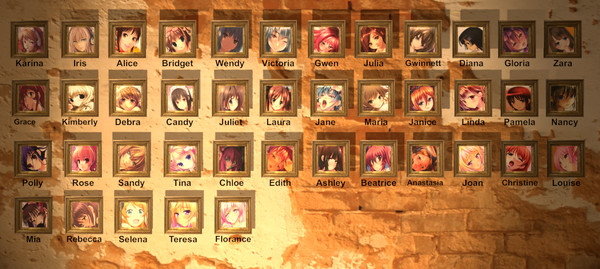 Karina Iris Alice Bridget Wendy Victoria Gwen Julia Gwinnett Diana Gloria Zara
Grace Kimberly Debra Candy Juliet Laura Jane Maria Janice Linda Pamela Nancy
Polly Rose Sandy Tina Chloe Edith Ashley Beatrice Anastasia Joan Christine Louise
Mia Rebecca Selena Teresa Florance